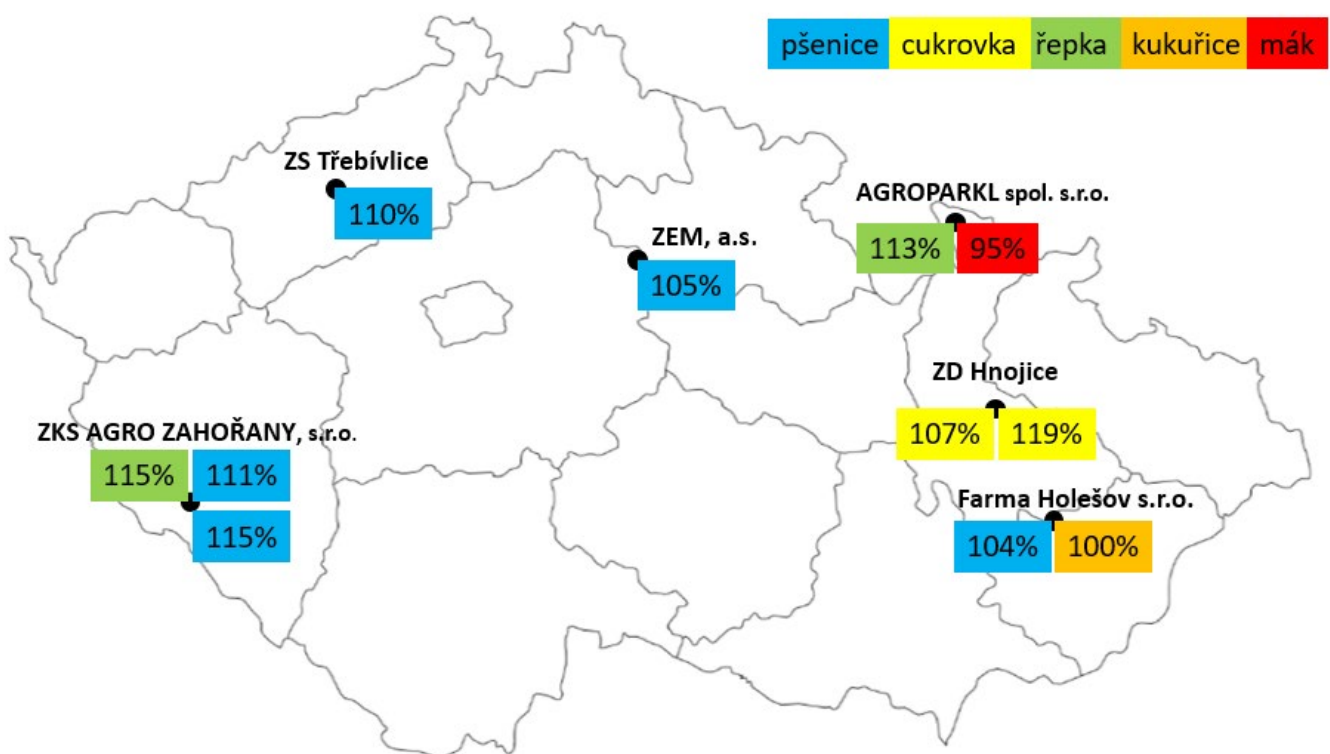 pšenice cukrovka řepka kukuřice mák
ZS Třebívlice
110%
ZEM, a.s.
105%
AGROPARKL spol. s.r.o.
113% 95%
ZD Hnojice
107% 119%
ZKS AGRO ZAHOŘANY, s.r.o.
115% 111%
115%
Farma Holešov s.r.o.
104% 100%